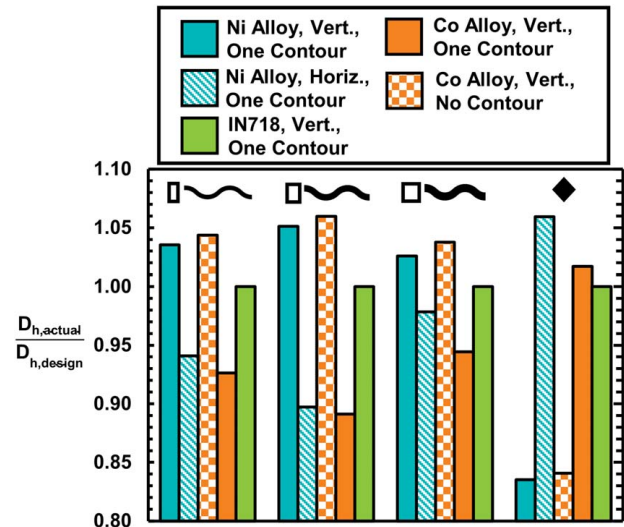 Ni Alloy, Vert.,
One Contour
Ni Alloy, Horiz.,
One Contour
IN718, Vert.,
One Contour
Co Alloy, Vert.,
One Contour
Co Alloy, Vert.,
No Contour
1.10
1.05
1.00
0.95
0.90
0.85
0.80
Dh,actual
Dh,design